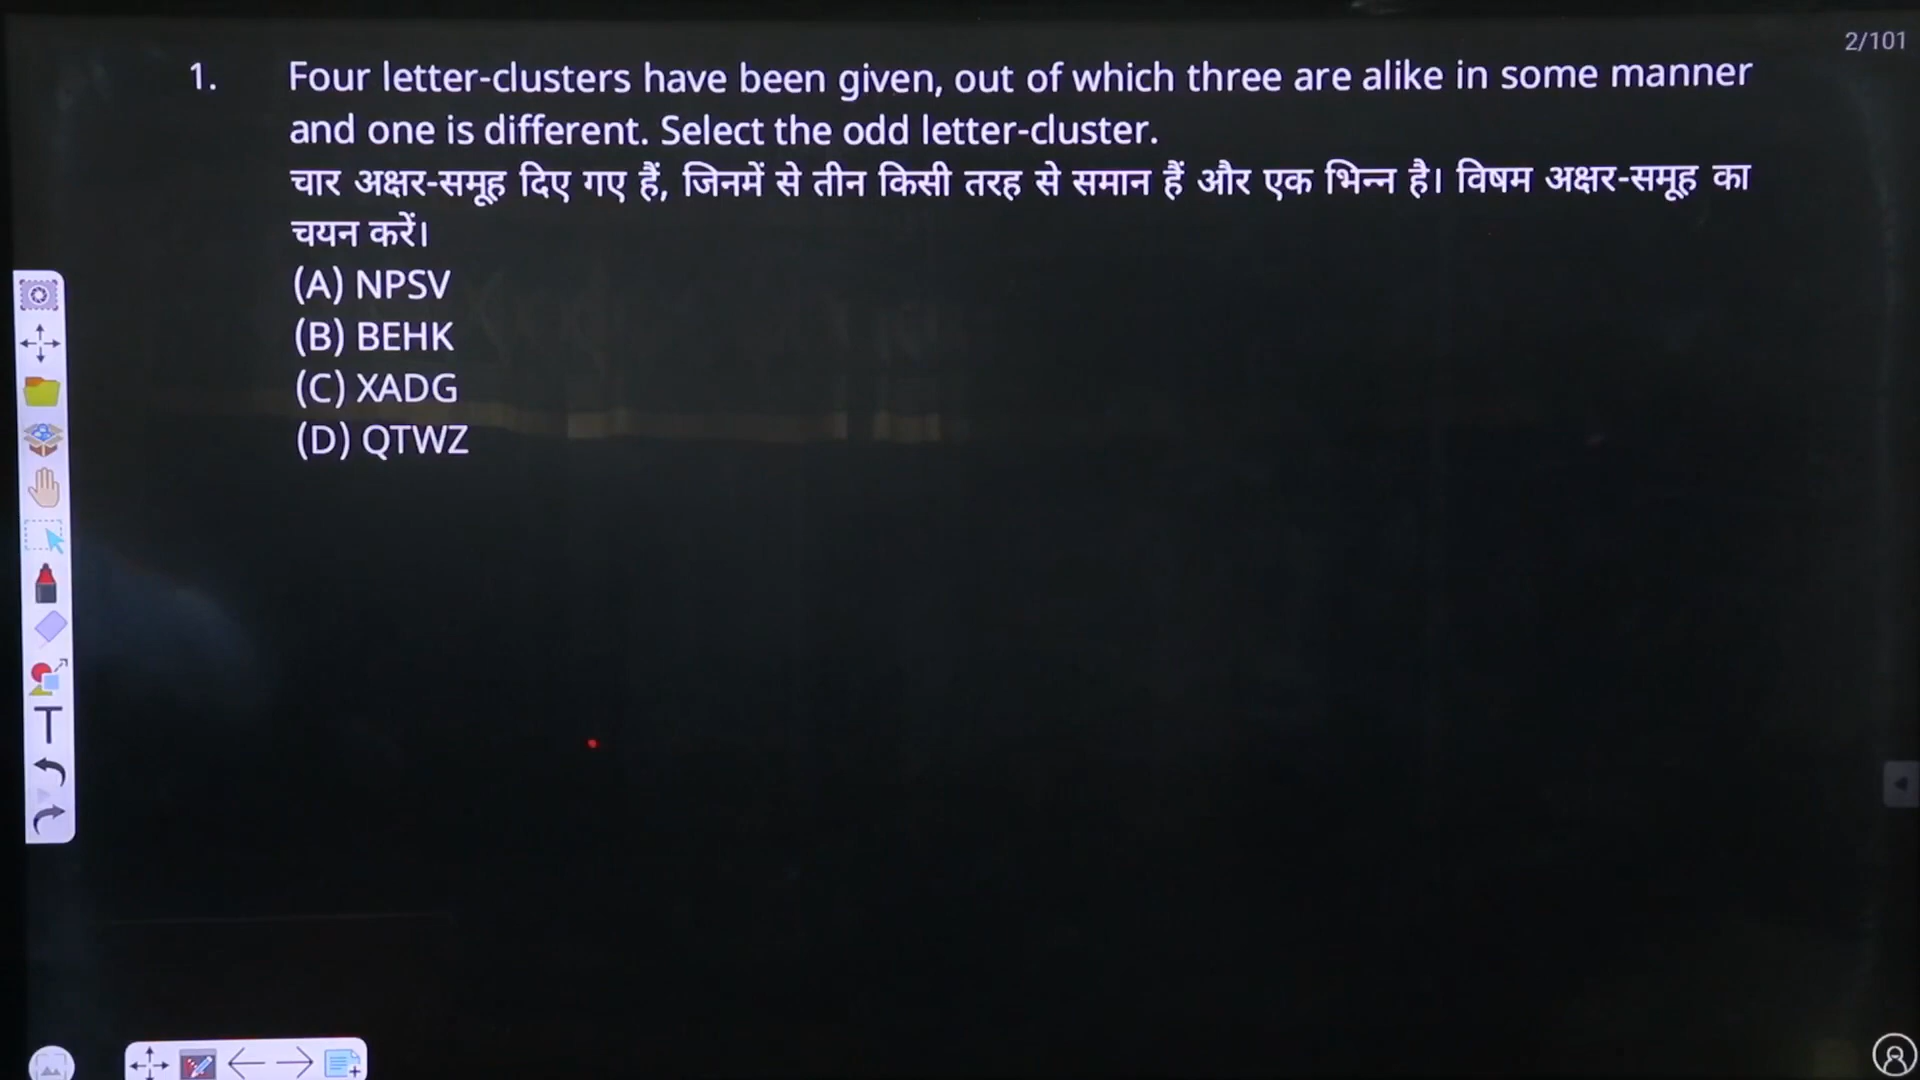 2/101
1. Four letter-clusters have been given, out of which three are alike in some manner
and one is different. Select the odd letter-cluster.
चार अक्षर-समूह दिए गए हैं, जिनमें से तीन किसी तरह से समान हैं और एक भिन्न है। विषम अक्षर-समूह का
चयन करें।
(A) NPSV
(B) BEHK
(C) XADG
(D) QTWZ
T